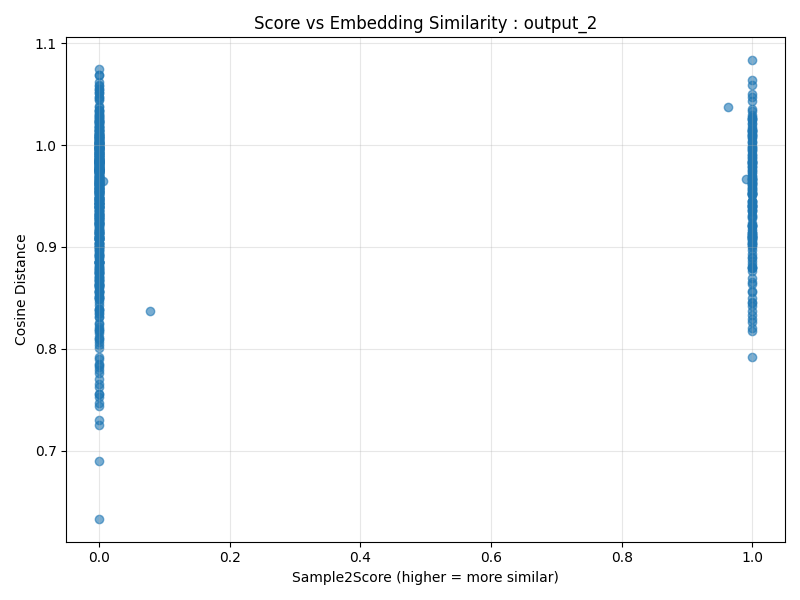 Score vs Embedding Similarity : output_2
1.1
1.0
0.9
0.8
0.7
Cosine Distance
0.0 0.2 0.4 0.6 0.8 1.0
Sample2Score (higher = more similar)